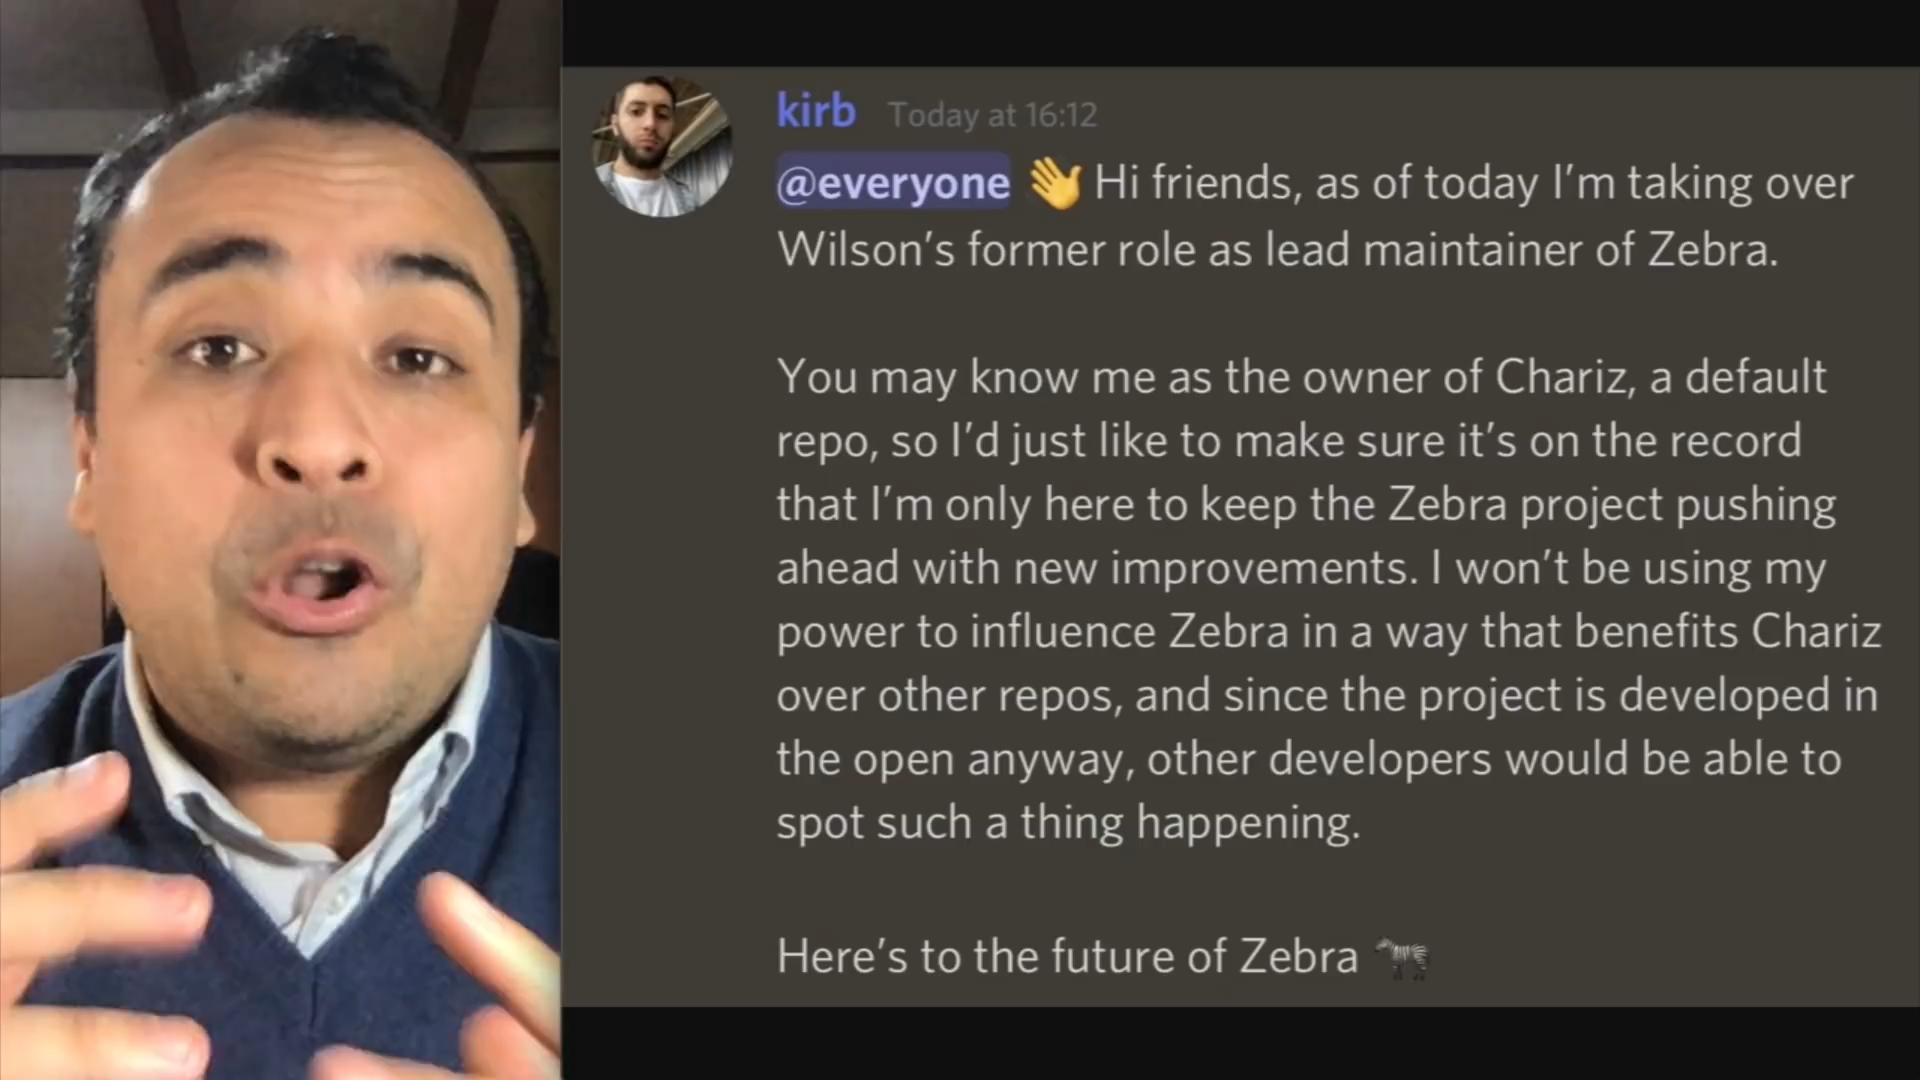 kirb Today at 16:12
@everyone 👋 Hi friends, as of today I’m taking over
Wilson’s former role as lead maintainer of Zebra.
You may know me as the owner of Chariz, a default
repo, so I’d just like to make sure it’s on the record
that I’m only here to keep the Zebra project pushing
ahead with new improvements. I won’t be using my
power to influence Zebra in a way that benefits Chariz
over other repos, and since the project is developed in
the open anyway, other developers would be able to
spot such a thing happening.
Here’s to the future of Zebra 🦓